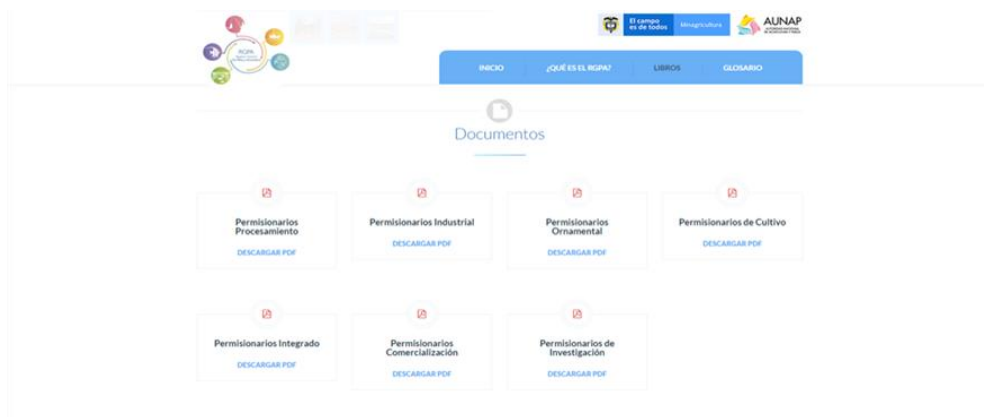 RGPA
El campo
es de todos
Minagricultura
AUNAP
INICIO
¿QUÉ ES EL RGPA?
LIBROS
GLOSARIO
Documentos
Permisionarios
Procesamiento
DESCARGAR PDF
Permisionarios Industrial
DESCARGAR PDF
Permisionarios
Ornamental
DESCARGAR PDF
Permisionarios de Cultivo
DESCARGAR PDF
Permisionarios Integrado
DESCARGAR PDF
Permisionarios
Comercialización
DESCARGAR PDF
Permisionarios de
Investigación
DESCARGAR PDF